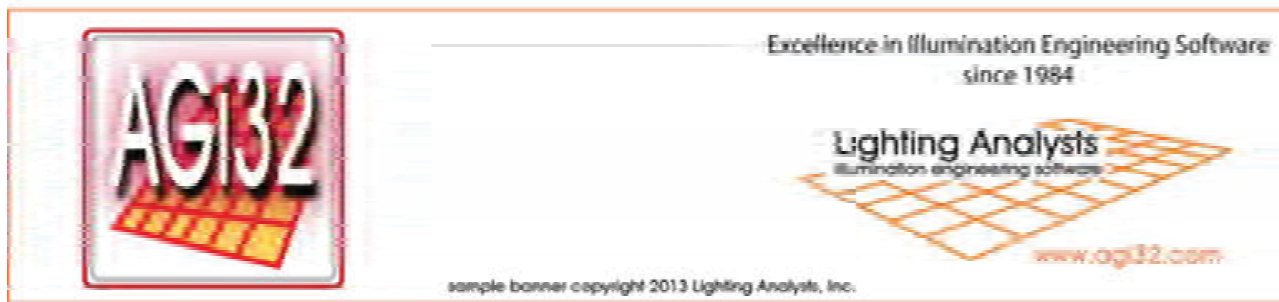 AGi32
Excellence in Illumination Engineering Software
since 1984
Lighting Analysts
illumination engineering software
www.agi32.com
sample banner copyright 2013 Lighting Analysts, Inc.